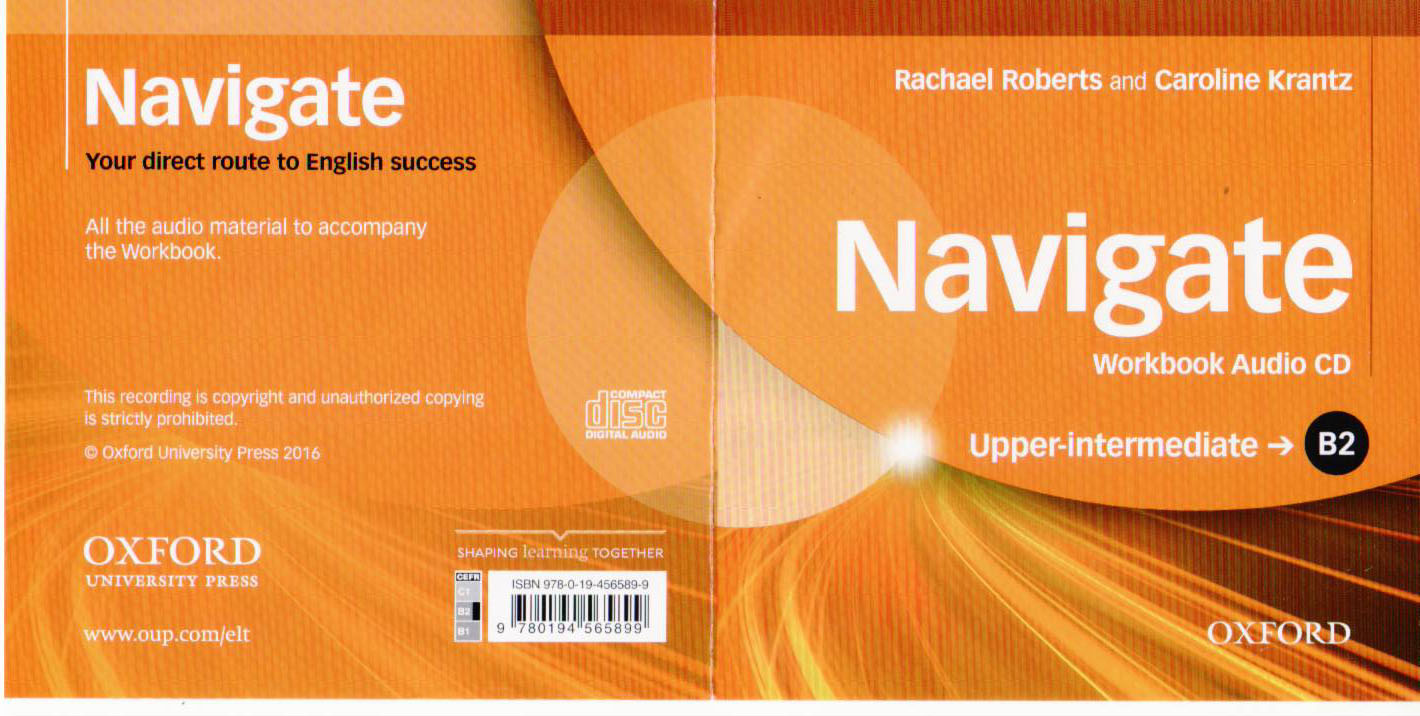 Navigate
Your direct route to English success
All the audio material to accompany
the Workbook.
This recording is copyright and unauthorized copying
is strictly prohibited.
© Oxford University Press 2016
COMPACT
disc
DIGITAL AUDIO
OXFORD
UNIVERSITY PRESS
www.oup.com/elt
SHAPING learning TOGETHER
CEFR
C1
B2
B1
ISBN 978-0-19-456589-9
9 780194 565899
Rachael Roberts and Caroline Krantz
Navigate
Workbook Audio CD
Upper-intermediate → B2
OXFORD